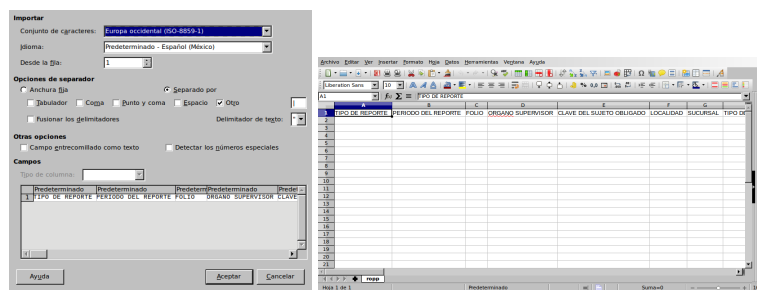 Importar
Conjunto de caracteres: Europa occidental (ISO-8859-1)
Idioma: Predeterminado - Español (México)
Desde la fila: 1
Opciones de separador
Anchura fija Separado por
Tabulador Coma Punto y coma Espacio Otro |
Fusionar los delimitadores Delimitador de texto: "
Otras opciones
Campo entrecomillado como texto Detectar los números especiales
Campos
Tipo de columna:
Predeterminado Predeterminado Predeterm Predeterminado Predet
1 TIPO DE REPORTE PERIODO DEL REPORTE FOLIO ORGANO SUPERVISOR CLAVE
Ayuda Aceptar Cancelar
Archivo Editar Ver Insertar Formato Hoja Datos Herramientas Ventana Ayuda
Liberation Sans 10
A1 TIPO DE REPORTE
A B C D E F G
1 TIPO DE REPORTE PERIODO DEL REPORTE FOLIO ORGANO SUPERVISOR CLAVE DEL SUJETO OBLIGADO LOCALIDAD SUCURSAL TIPO DE
2
3
4
5
6
7
8
9
10
11
12
13
14
15
16
17
18
19
20
21
ropp
Hoja 1 de 1 Predeterminado Suma=0